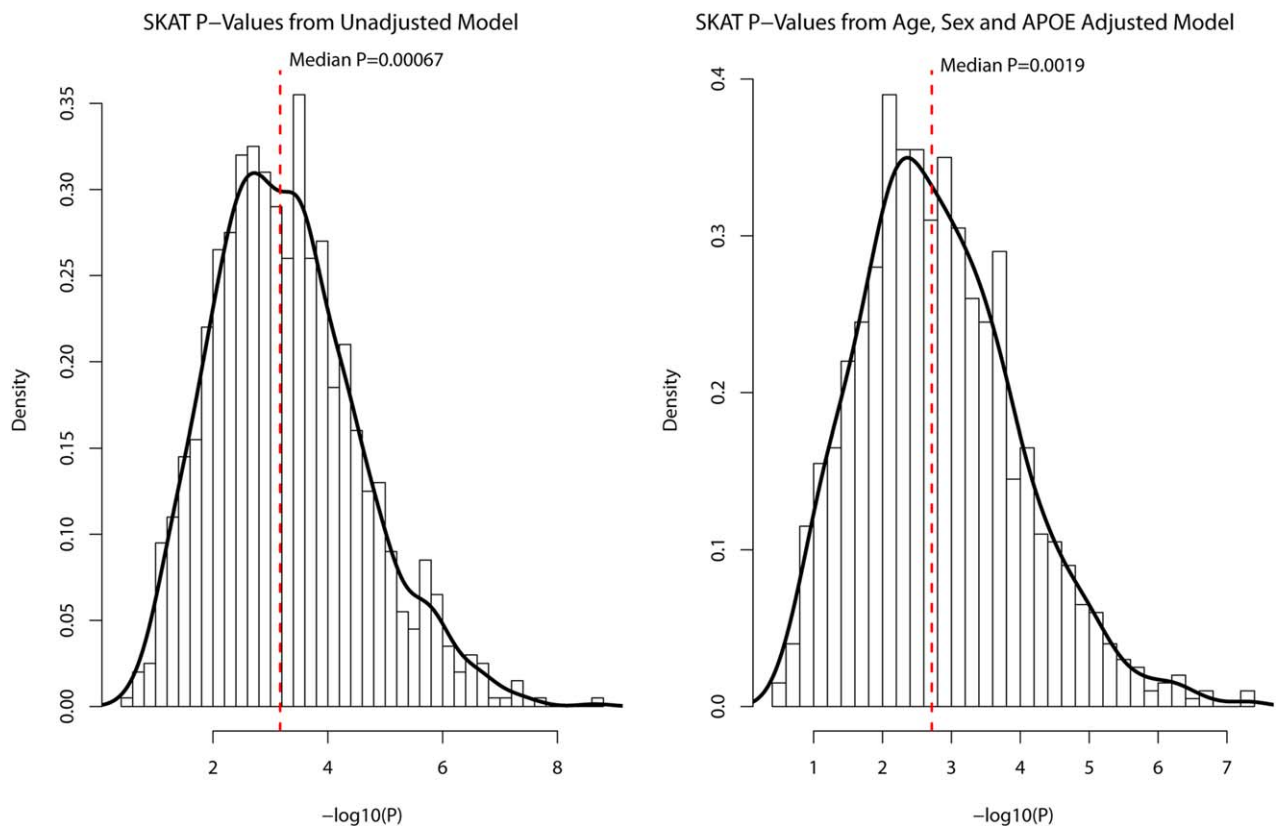 SKAT P−Values from Unadjusted Model
Median P=0.00067
Density
0.35
0.30
0.25
0.20
0.15
0.10
0.05
0.00
2 4 6 8
−log10(P)
SKAT P−Values from Age, Sex and APOE Adjusted Model
Median P=0.0019
Density
0.4
0.3
0.2
0.1
0.0
1 2 3 4 5 6 7
−log10(P)